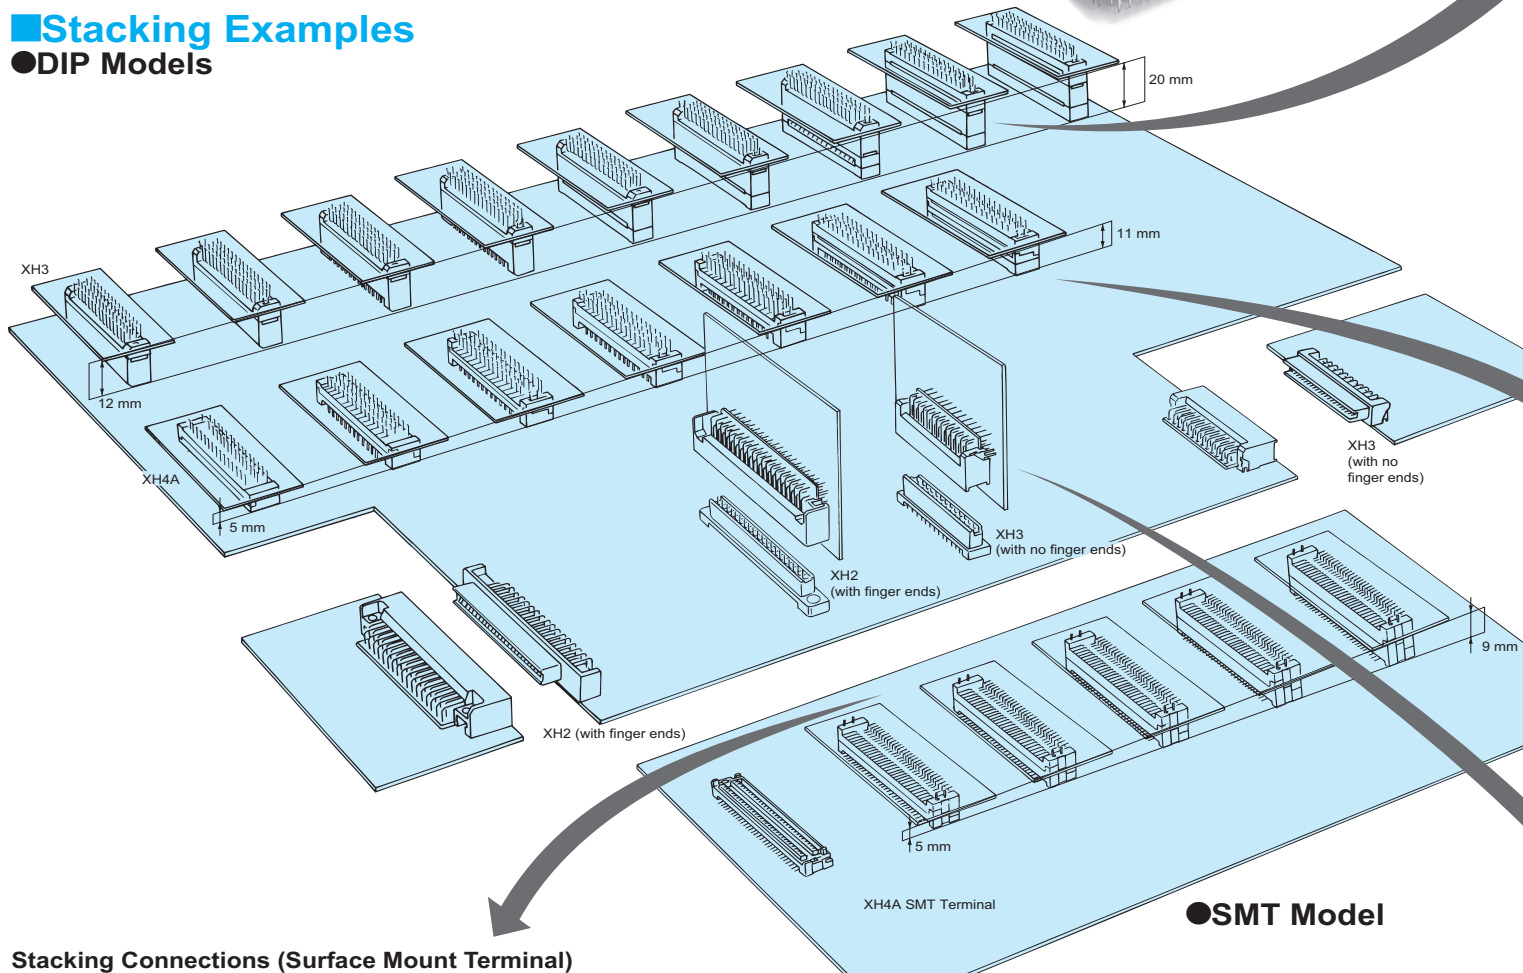 ■Stacking Examples
●DIP Models
20 mm
11 mm
XH3
12 mm
XH4A
5 mm
XH3
(with no
finger ends)
XH3
(with no finger ends)
XH2
(with finger ends)
XH2 (with finger ends)
9 mm
5 mm
XH4A SMT Terminal
●SMT Model
Stacking Connections (Surface Mount Terminal)